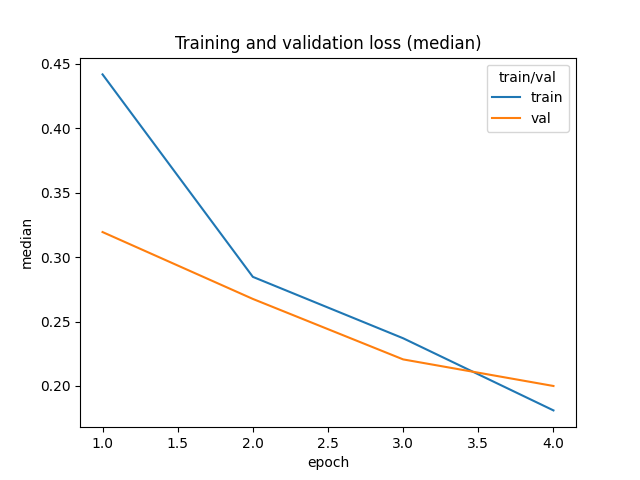 Training and validation loss (median)
0.45
0.40
0.35
0.30
0.25
0.20
median
train/val
train
val
1.0 1.5 2.0 2.5 3.0 3.5 4.0
epoch